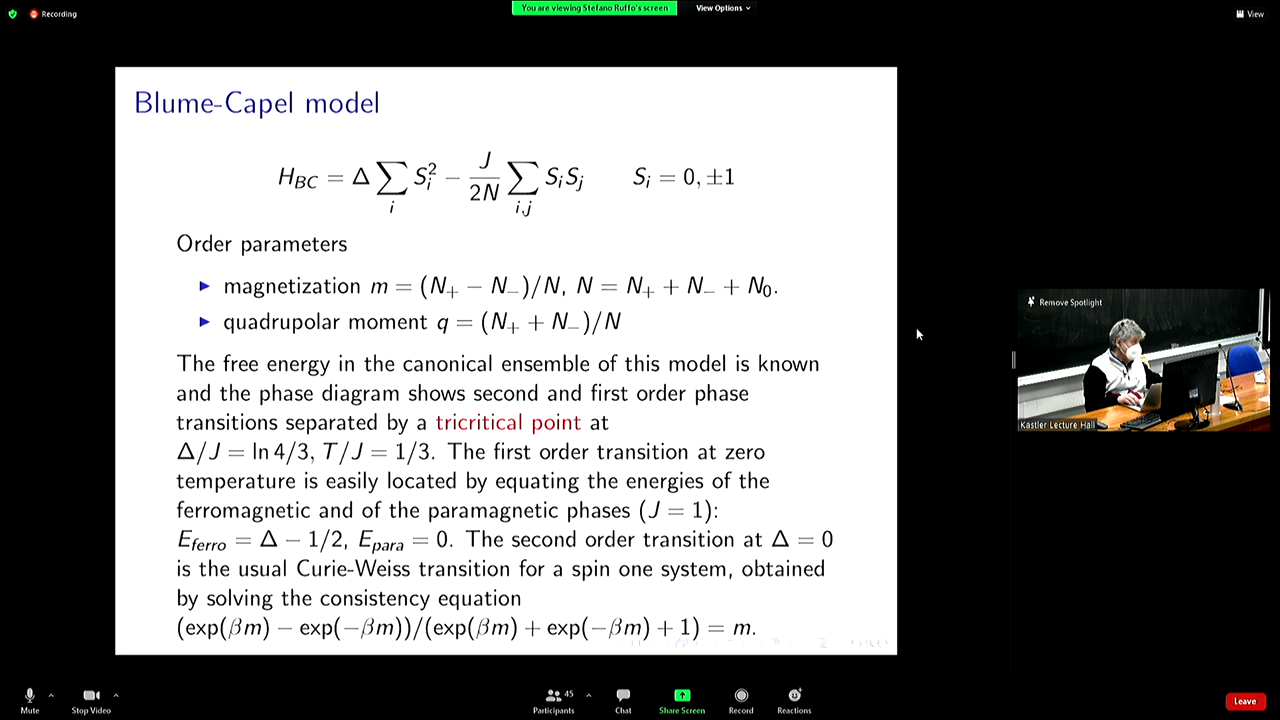 Recording
You are viewing Stefano Ruffo's screen
View Options
View
Blume-Capel model
H_BC = Δ ∑_i S_i^2 − J/2N ∑_{i,j} S_i S_j    S_i = 0, ±1
Order parameters
magnetization m = (N_+ − N_−)/N, N = N_+ + N_− + N_0.
quadrupolar moment q = (N_+ + N_−)/N
The free energy in the canonical ensemble of this model is known
and the phase diagram shows second and first order phase
transitions separated by a tricritical point at
Δ/J = ln 4/3, T/J = 1/3. The first order transition at zero
temperature is easily located by equating the energies of the
ferromagnetic and of the paramagnetic phases (J = 1):
E_ferro = Δ − 1/2, E_para = 0. The second order transition at Δ = 0
is the usual Curie-Weiss transition for a spin one system, obtained
by solving the consistency equation
(exp(βm) − exp(−βm))/(exp(βm) + exp(−βm) + 1) = m.
Remove Spotlight
Kastler Lecture Hall
Mute
Stop Video
45
Participants
Chat
Share Screen
Record
Reactions
Leave